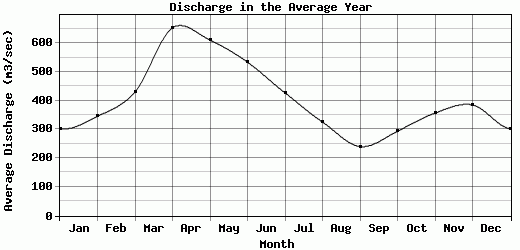 Discharge in the Average Year
Average Discharge (m3/sec)
600
500
400
300
200
100
0
Jan Feb Mar Apr May Jun Jul Aug Sep Oct Nov Dec
Month